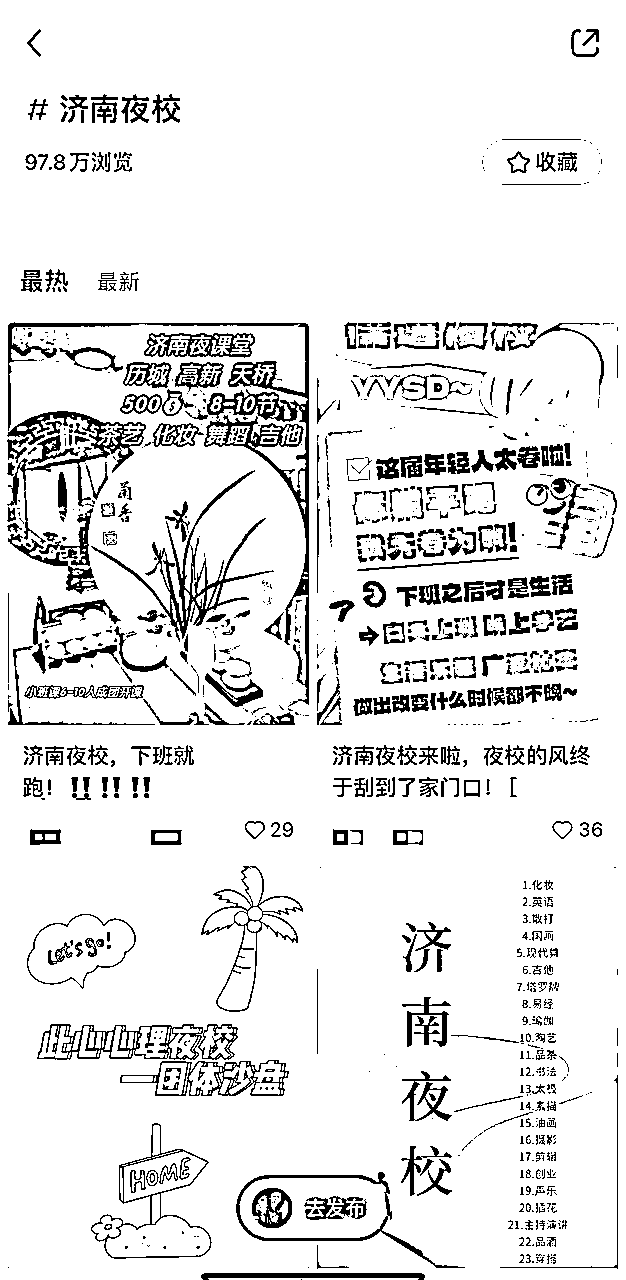 # 济南夜校
97.8万浏览
收藏
最热 最新
济南夜课堂
历城 高新 天桥
500 8-10节
茶艺 化妆 舞蹈 吉他
小班课6-10人成团开课
济南夜校，下班就
跑！!! !! !!
29
YYSD~
这届年轻人太卷啦!
下班之后才是生活
白天上班 晚上学艺
做出改变什么时候都不晚~
济南夜校来啦，夜校的风终
于刮到了家门口！[
36
Let's go!
此心心理夜校
—团体沙盘
HOME
济南夜校
1.化妆
2.英语
3.散打
4.国画
5.现代舞
6.吉他
7.塔罗牌
8.易经
9.瑜伽
10.陶艺
11.品茶
12.书法
13.太极
14.素描
15.油画
16.摄影
17.剪辑
18.创业
19.声乐
20.插花
21.主持演讲
22.品酒
23.穿搭
去发布